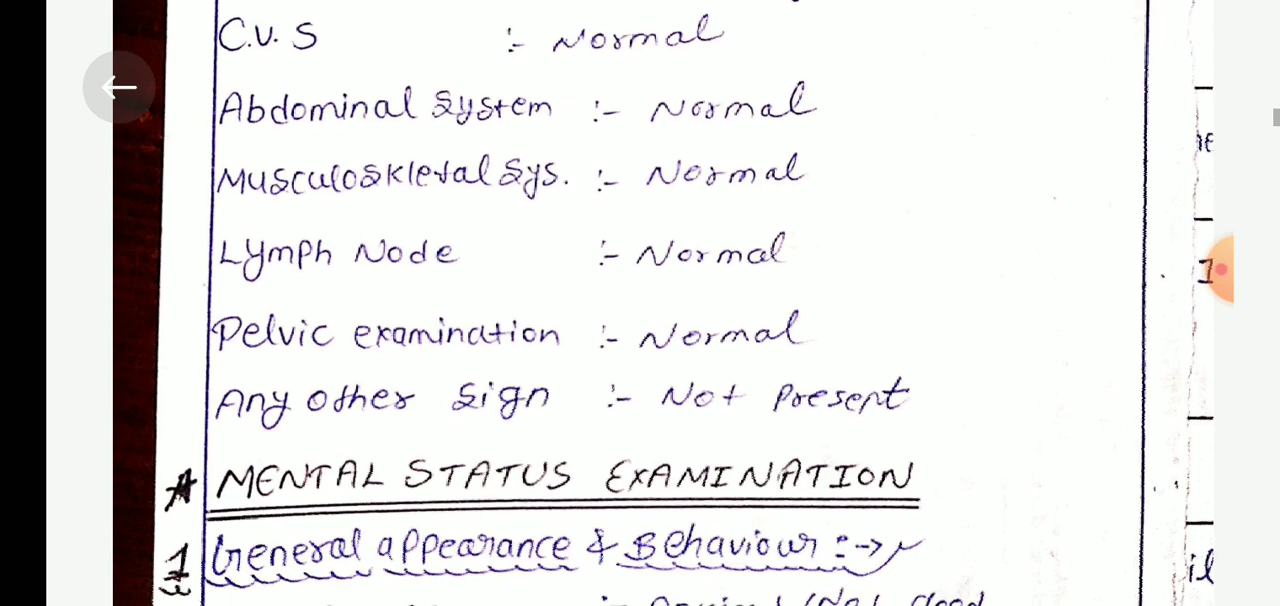 C.V. S :- Normal
Abdominal System :- Normal
Musculoskletal Sys. :- Normal
Lymph Node :- Normal
Pelvic examination :- Normal
Any other Sign :- Not Present
MENTAL STATUS EXAMINATION
1 General appearance & Behaviour :->